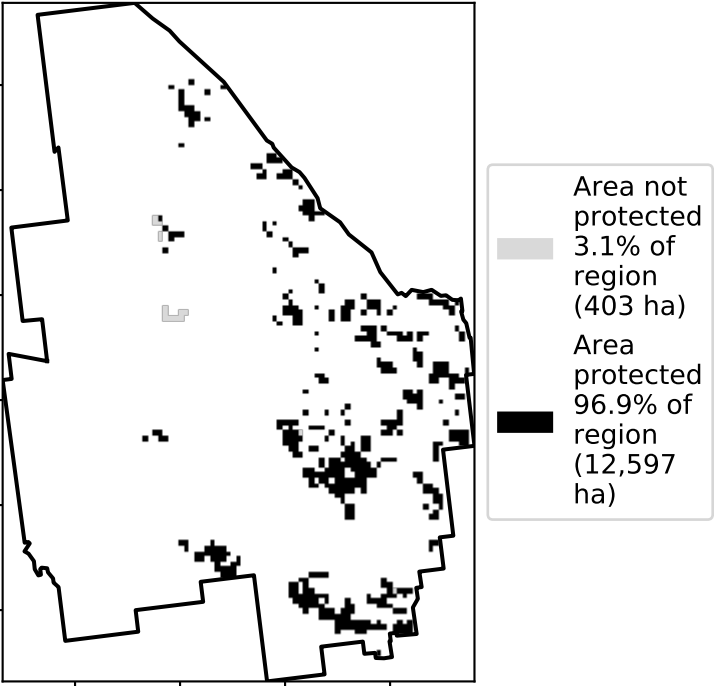 Area not
protected
3.1% of
region
(403 ha)
Area
protected
96.9% of
region
(12,597
ha)